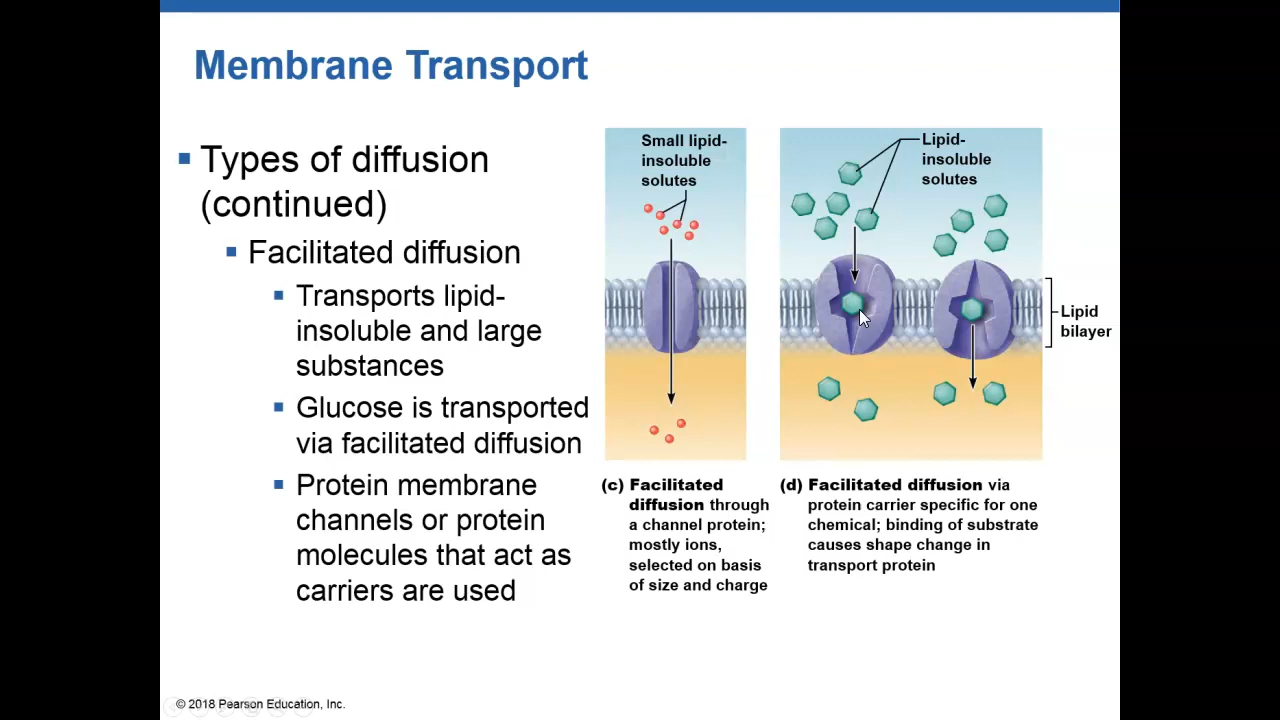 Membrane Transport
Types of diffusion
(continued)
Facilitated diffusion
Transports lipid-
insoluble and large
substances
Glucose is transported
via facilitated diffusion
Protein membrane
channels or protein
molecules that act as
carriers are used
Small lipid-
insoluble
solutes
Lipid-
insoluble
solutes
Lipid
bilayer
(c) Facilitated
diffusion through
a channel protein;
mostly ions,
selected on basis
of size and charge
(d) Facilitated diffusion via
protein carrier specific for one
chemical; binding of substrate
causes shape change in
transport protein
© 2018 Pearson Education, Inc.